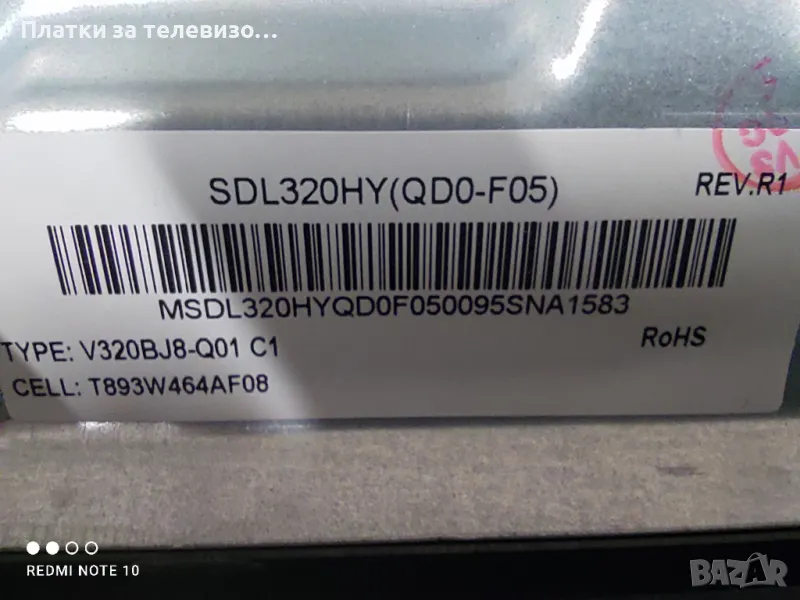 Платки за телевизо...
SDL320HY(QD0-F05)
REV.R1
MSDL320HYQD0F050095SNA1583
TYPE: V320BJ8-Q01 C1
RoHS
CELL: T893W464AF08
REDMI NOTE 10
BAZAR